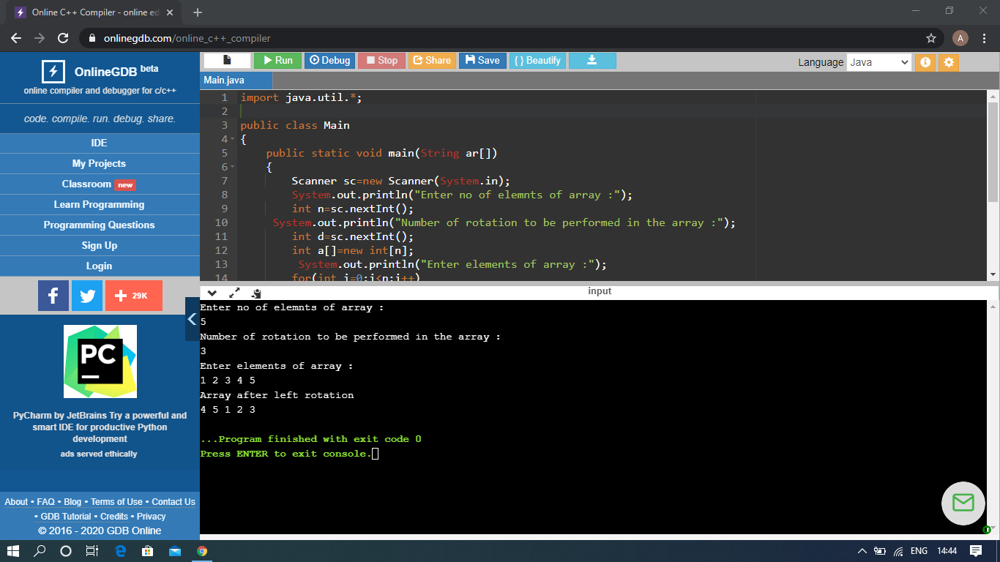 Online C++ Compiler - online ed
onlinegdb.com/online_c++_compiler
A
OnlineGDB beta
online compiler and debugger for c/c++
code. compile. run. debug. share.
IDE
My Projects
Classroom new
Learn Programming
Programming Questions
Sign Up
Login
f
+ 29K
PC
PyCharm by JetBrains Try a powerful and
smart IDE for productive Python
development
ads served ethically
About • FAQ • Blog • Terms of Use • Contact Us
• GDB Tutorial • Credits • Privacy
© 2016 - 2020 GDB Online
Run Debug Stop Share Save { } Beautify
Language Java
Main.java
1 import java.util.*;
2
3 public class Main
4 {
5 public static void main(String ar[])
6 {
7 Scanner sc=new Scanner(System.in);
8 System.out.println("Enter no of elemnts of array :");
9 int n=sc.nextInt();
10 System.out.println("Number of rotation to be performed in the array :");
11 int d=sc.nextInt();
12 int a[]=new int[n];
13 System.out.println("Enter elements of array :");
14 for(int i=0;i<n;i++)
input
Enter no of elemnts of array :
5
Number of rotation to be performed in the array :
3
Enter elements of array :
1 2 3 4 5
Array after left rotation
4 5 1 2 3
...Program finished with exit code 0
Press ENTER to exit console.
ENG 14:44